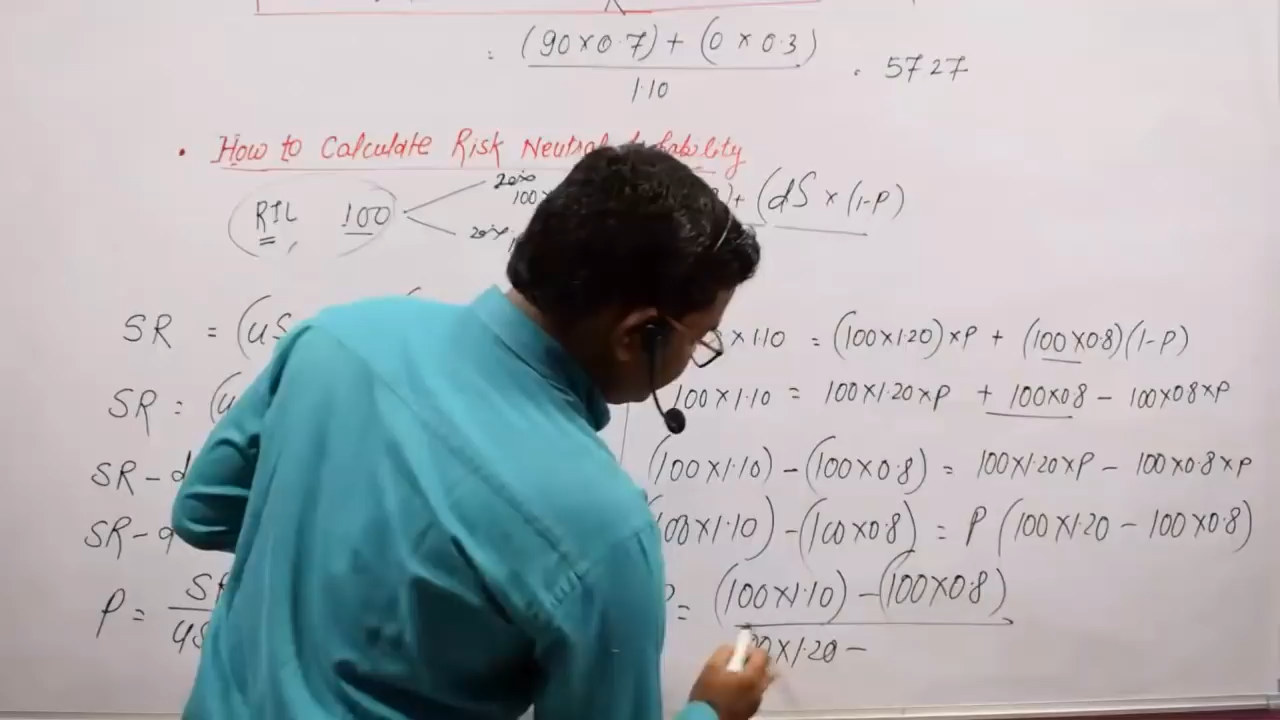 = (90×0.7) + (0 × 0.3)
1.10
. 5727
• How to Calculate Risk Neutral
RIL 100
20%
100
20%
+ (dS × (1-P)
SR = (uS
× 1.10 = (100×1.20)×P + (100×0.8)(1-P)
SR =
100×1.10 = 100×1.20×P + 100×0.8 - 100×0.8×P
SR - d
(100×1.10) - (100×0.8) = 100×1.20×P - 100×0.8×P
SR - d
100×1.10) - (100×0.8) = P (100×1.20 - 100×0.8)
P = SR
uS
P = (100×1.10) - (100×0.8)
×1.20 -